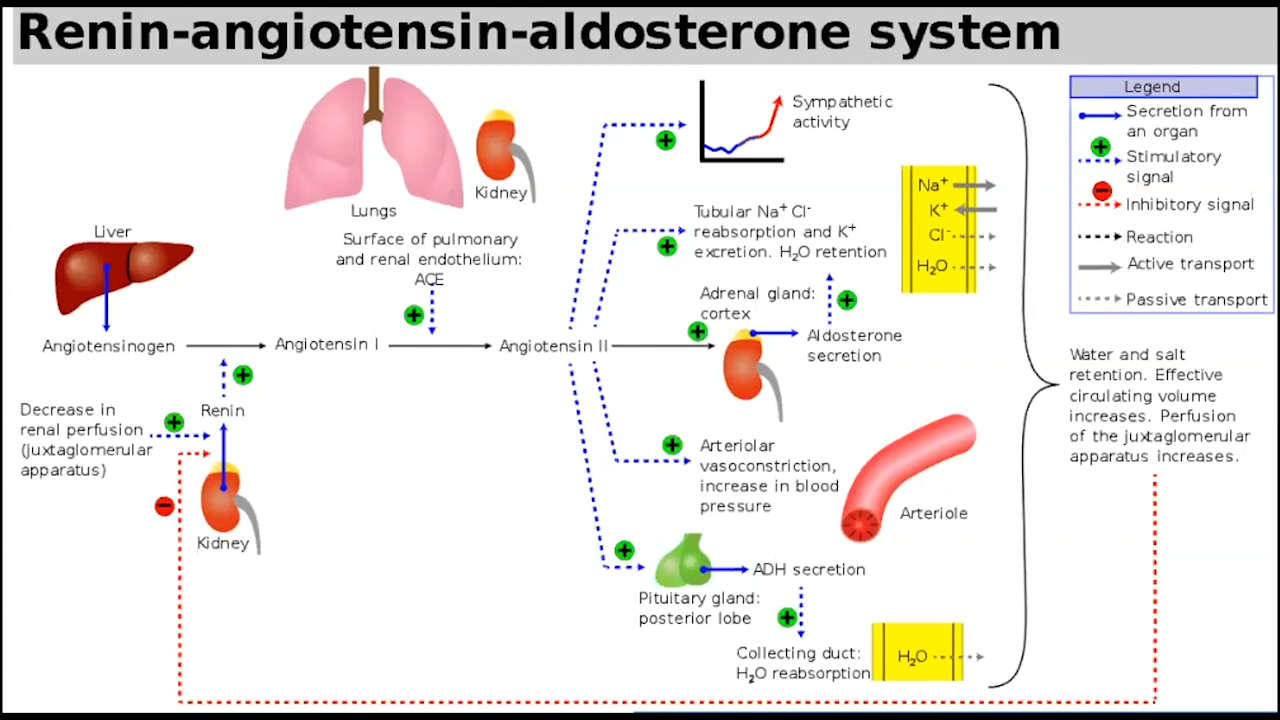 Renin-angiotensin-aldosterone system
Lungs
Kidney
Surface of pulmonary
and renal endothelium:
ACE
Liver
Angiotensinogen
Angiotensin I
Angiotensin II
Decrease in
renal perfusion
(juxtaglomerular
apparatus)
Renin
Kidney
Sympathetic
activity
Tubular Na⁺ Cl⁻
reabsorption and K⁺
excretion. H₂O retention
Na⁺
K⁺
Cl⁻
H₂O
Adrenal gland:
cortex
Aldosterone
secretion
Arteriolar
vasoconstriction,
increase in blood
pressure
Arteriole
ADH secretion
Pituitary gland:
posterior lobe
Collecting duct:
H₂O reabsorption
H₂O
Legend
Secretion from
an organ
Stimulatory
signal
Inhibitory signal
Reaction
Active transport
Passive transport
Water and salt
retention. Effective
circulating volume
increases. Perfusion
of the juxtaglomerular
apparatus increases.